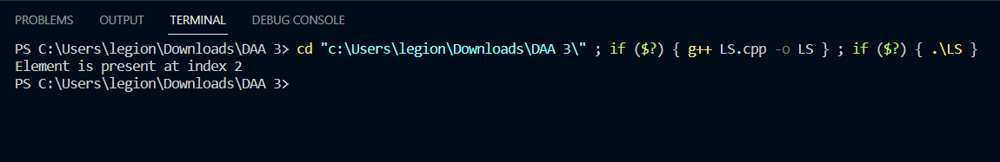 PROBLEMS OUTPUT TERMINAL DEBUG CONSOLE
PS C:\Users\legion\Downloads\DAA 3> cd "c:\Users\legion\Downloads\DAA 3\" ; if ($?) { g++ LS.cpp -o LS } ; if ($?) { .\LS }
Element is present at index 2
PS C:\Users\legion\Downloads\DAA 3>